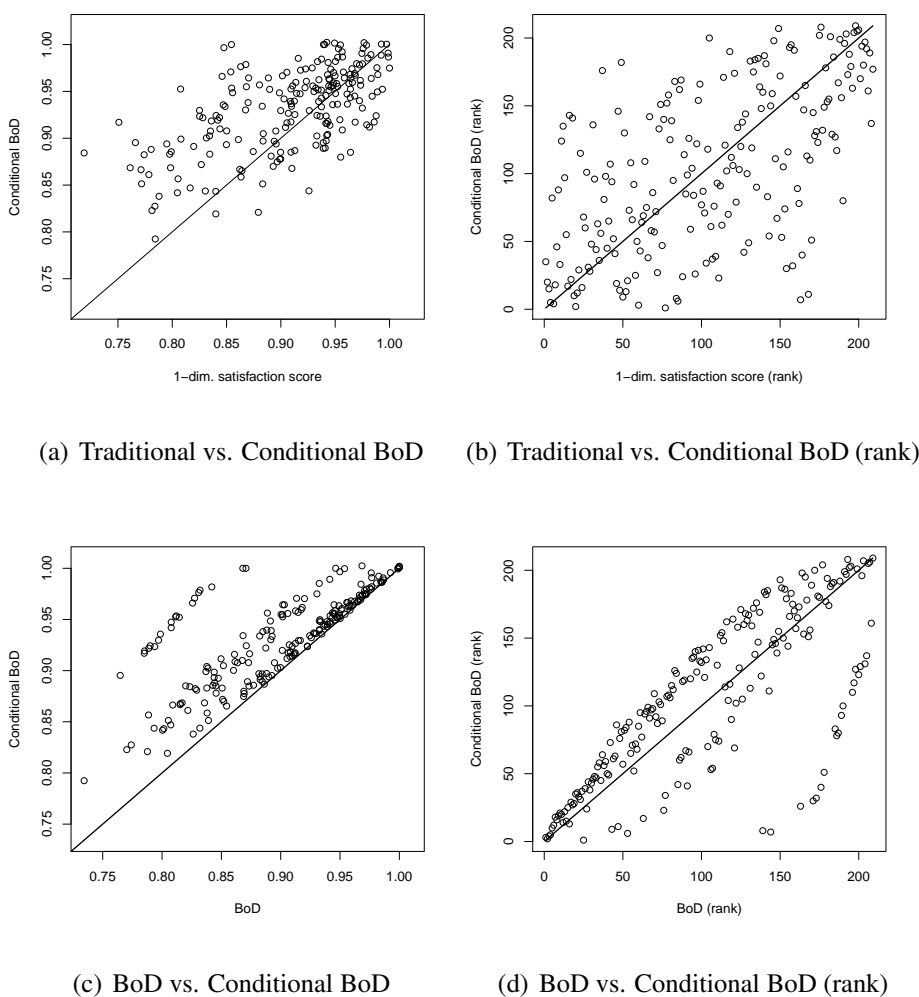 1.00
0.95
0.90
0.85
0.80
0.75
Conditional BoD
0.75 0.80 0.85 0.90 0.95 1.00
1−dim. satisfaction score
200
150
100
50
0
Conditional BoD (rank)
0 50 100 150 200
1−dim. satisfaction score (rank)
(a) Traditional vs. Conditional BoD
(b) Traditional vs. Conditional BoD (rank)
1.00
0.95
0.90
0.85
0.80
0.75
Conditional BoD
0.75 0.80 0.85 0.90 0.95 1.00
BoD
200
150
100
50
0
Conditional BoD (rank)
0 50 100 150 200
BoD (rank)
(c) BoD vs. Conditional BoD
(d) BoD vs. Conditional BoD (rank)